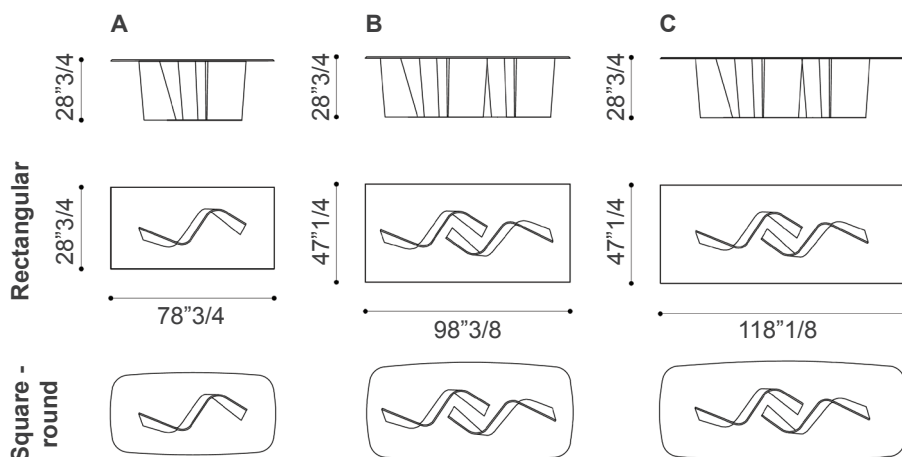 A
B
C
28”3/4
28”3/4
28”3/4
Rectangular
28”3/4
47”1/4
47”1/4
78”3/4
98”3/8
118”1/8
Square -
round